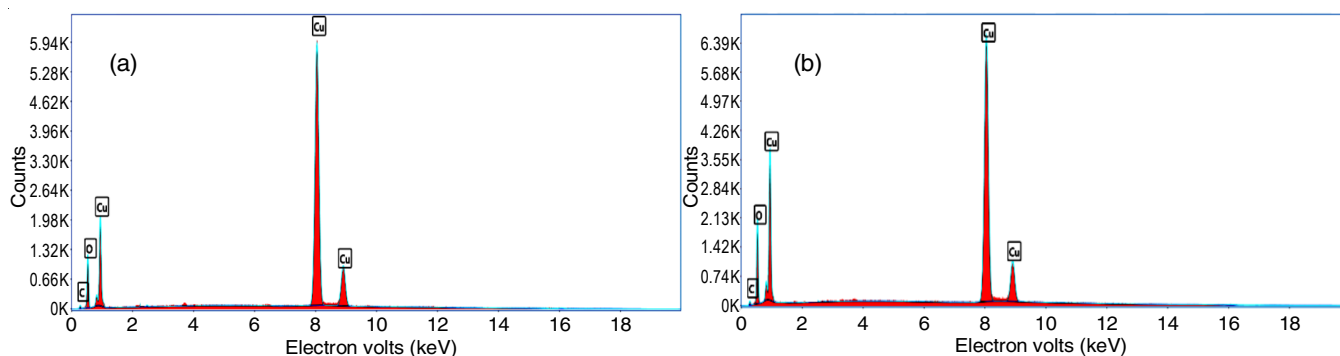 (a)
Counts
5.94K
5.28K
4.62K
3.96K
3.30K
2.64K
1.98K
1.32K
0.66K
0K
C
O
Cu
Cu
Cu
0 2 4 6 8 10 12 14 16 18
Electron volts (keV)
(b)
Counts
6.39K
5.68K
4.97K
4.26K
3.55K
2.84K
2.13K
1.42K
0.74K
0K
C
O
Cu
Cu
Cu
0 2 4 6 8 10 12 14 16 18
Electron volts (keV)